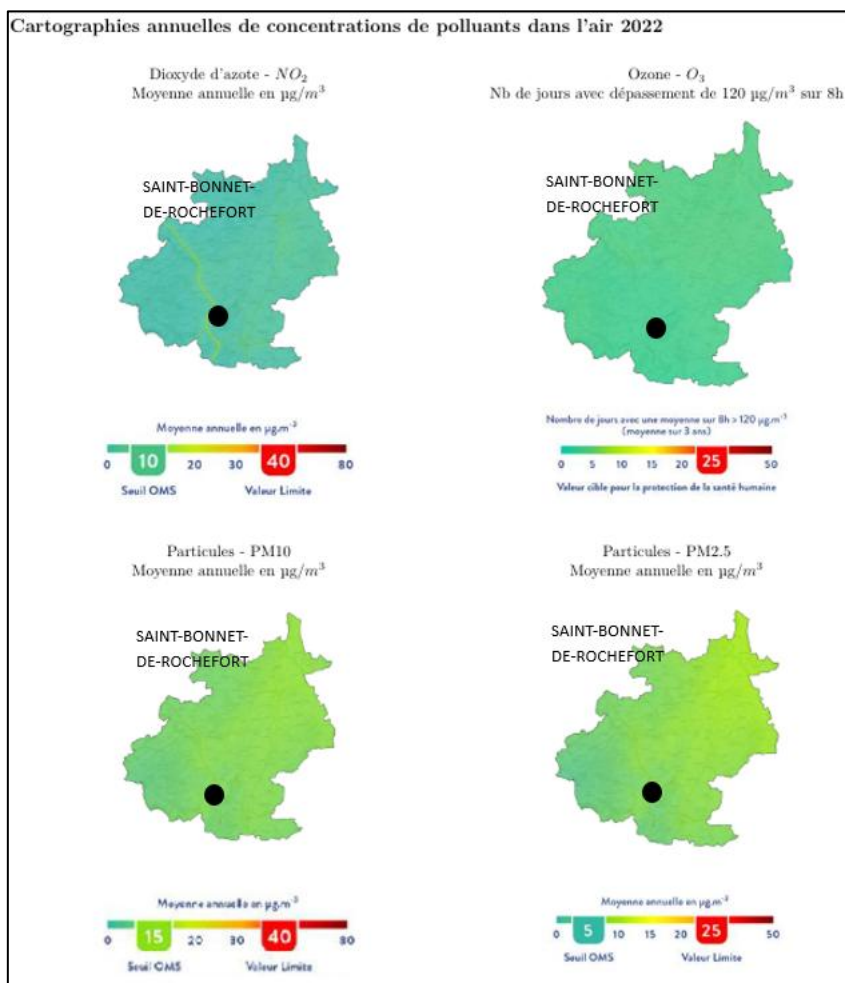 Cartographies annuelles de concentrations de polluants dans l'air 2022
Dioxyde d'azote - NO₂
Moyenne annuelle en µg/m³
SAINT-BONNET-
DE-ROCHEFORT
Moyenne annuelle en µg.m⁻³
0 10 20 30 40 80
Seuil OMS Valeur Limite
Ozone - O₃
Nb de jours avec dépassement de 120 µg/m³ sur 8h
SAINT-BONNET-
DE-ROCHEFORT
Nombre de jours avec une moyenne sur 8h > 120 µg.m⁻³
(moyenne sur 3 ans)
0 5 10 15 20 25 50
Valeur cible pour la protection de la santé humaine
Particules - PM10
Moyenne annuelle en µg/m³
SAINT-BONNET-
DE-ROCHEFORT
Moyenne annuelle en µg.m⁻³
0 15 20 30 40 80
Seuil OMS Valeur Limite
Particules - PM2.5
Moyenne annuelle en µg/m³
SAINT-BONNET-
DE-ROCHEFORT
Moyenne annuelle en µg.m⁻³
0 5 10 15 20 25 50
Seuil OMS Valeur Limite